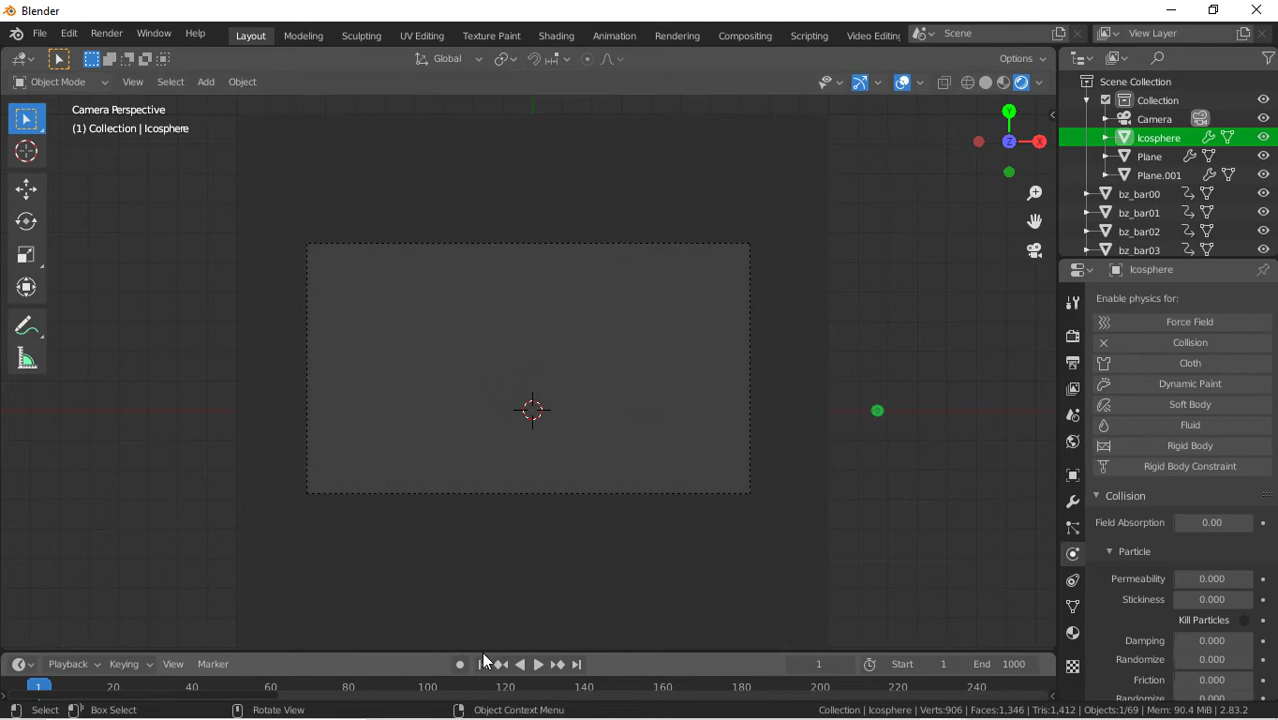 Blender
File Edit Render Window Help Layout Modeling Sculpting UV Editing Texture Paint Shading Animation Rendering Compositing Scripting Video Editing Scene View Layer
Global Options
Object Mode View Select Add Object
Camera Perspective
(1) Collection | Icosphere
Y
Z X
Scene Collection
Collection
Camera
Icosphere
Plane
Plane.001
bz_bar00
bz_bar01
bz_bar02
bz_bar03
Icosphere
Enable physics for:
Force Field
Collision
Cloth
Dynamic Paint
Soft Body
Fluid
Rigid Body
Rigid Body Constraint
Collision
Field Absorption 0.00
Particle
Permeability 0.000
Stickiness 0.000
Kill Particles
Damping 0.000
Randomize 0.000
Friction 0.000
Randomize 0.000
Playback Keying View Marker 1 Start 1 End 1000
1 20 40 60 80 100 120 140 160 180 200 220 240
Select Box Select Rotate View Object Context Menu Collection | Icosphere | Verts:906 | Faces:1,346 | Tris:1,412 | Objects:1/69 | Mem: 90.4 MiB | 2.83.2